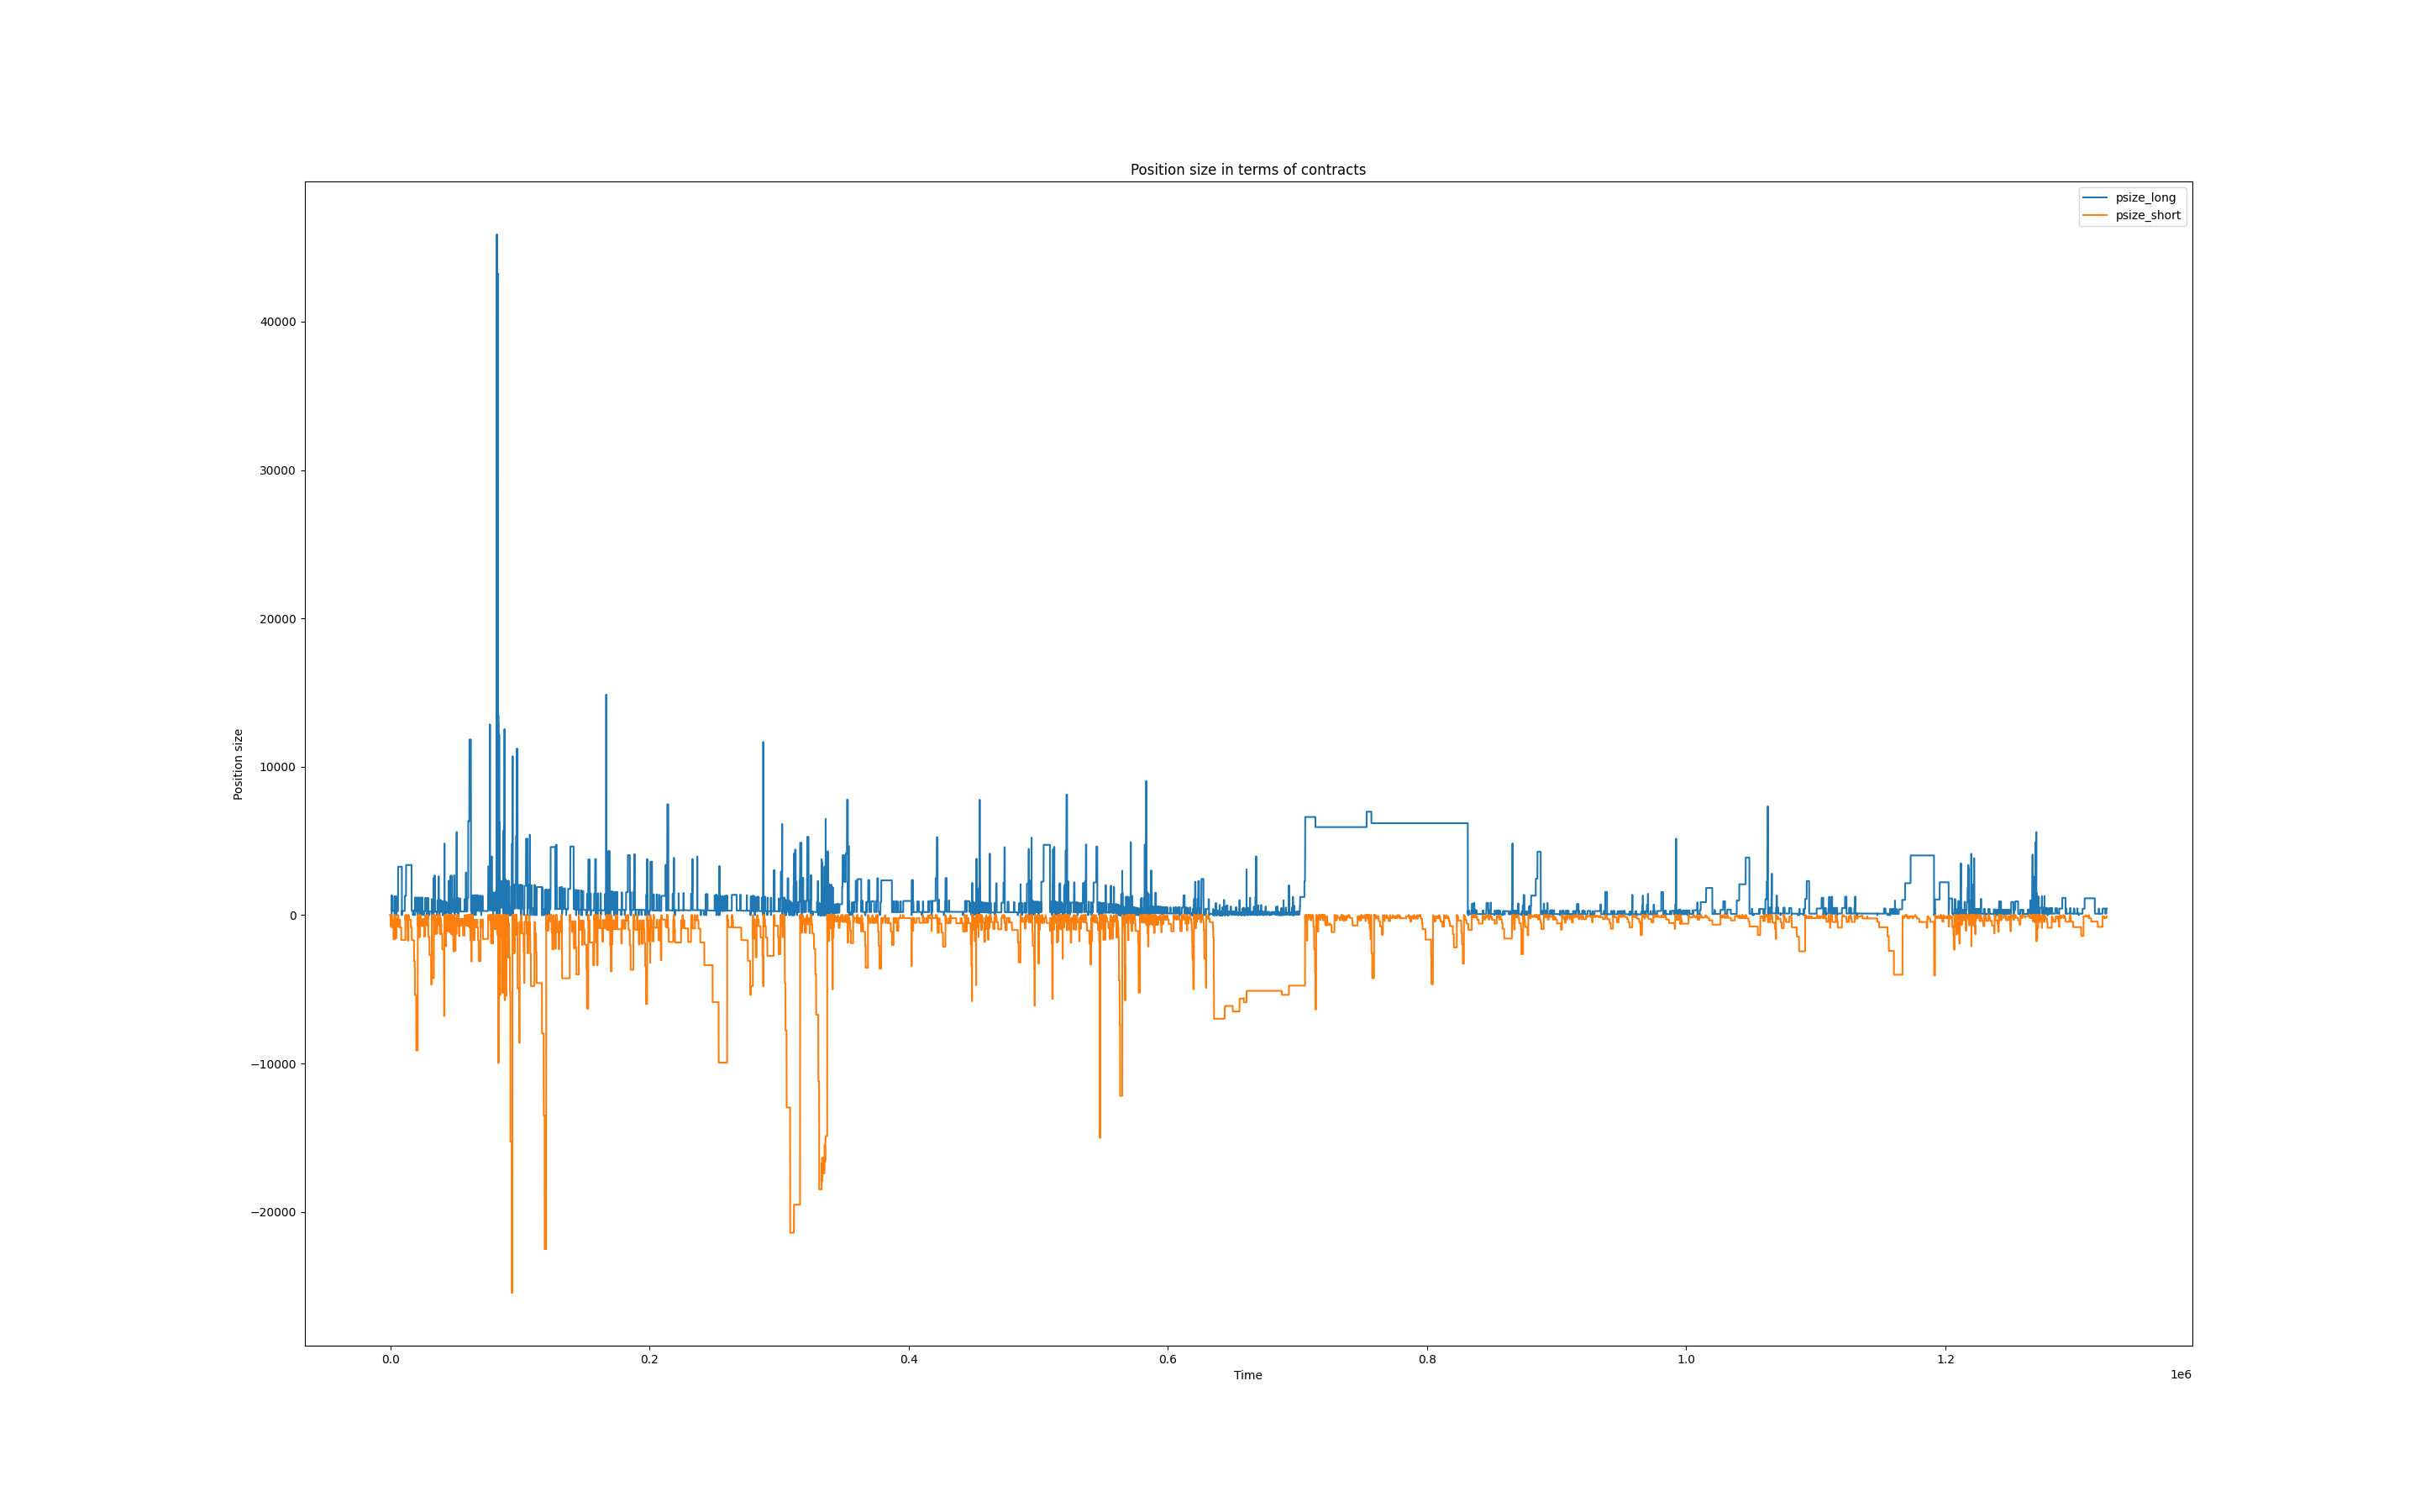 Position size in terms of contracts
psize_long
psize_short
Position size
40000
30000
20000
10000
0
−10000
−20000
0.0
0.2
0.4
0.6
0.8
1.0
1.2
1e6
Time